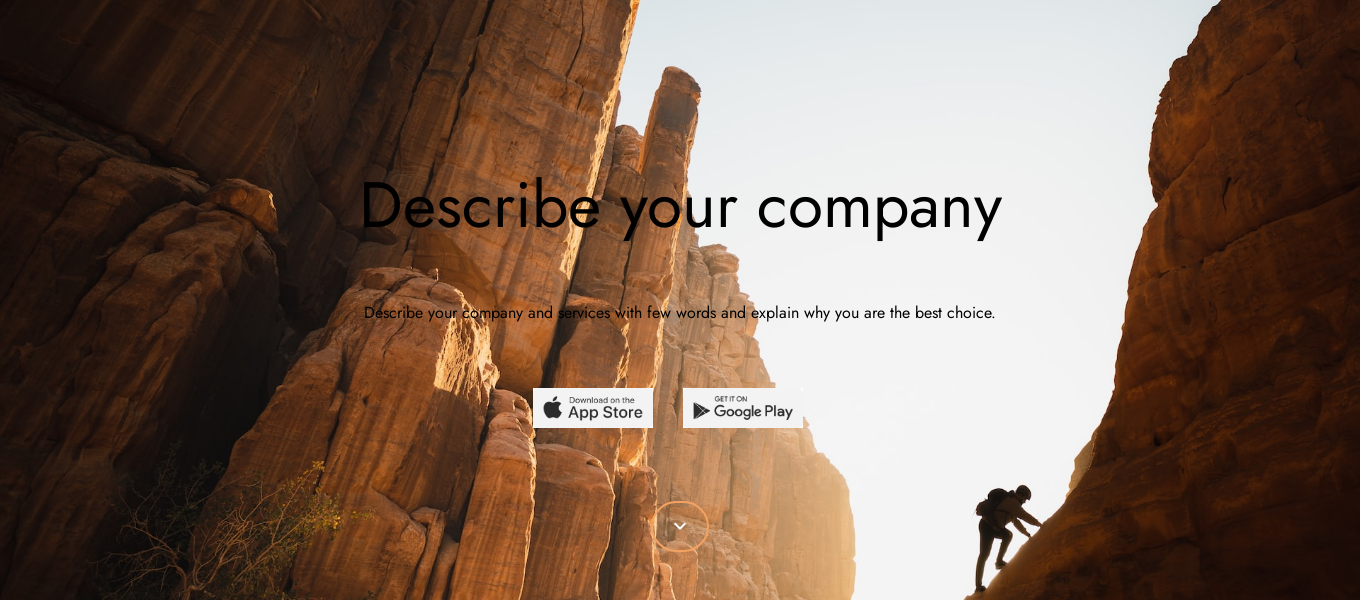 Describe your company
Describe your company and services with few words and explain why you are the best choice.
Download on the
App Store
GET IT ON
Google Play